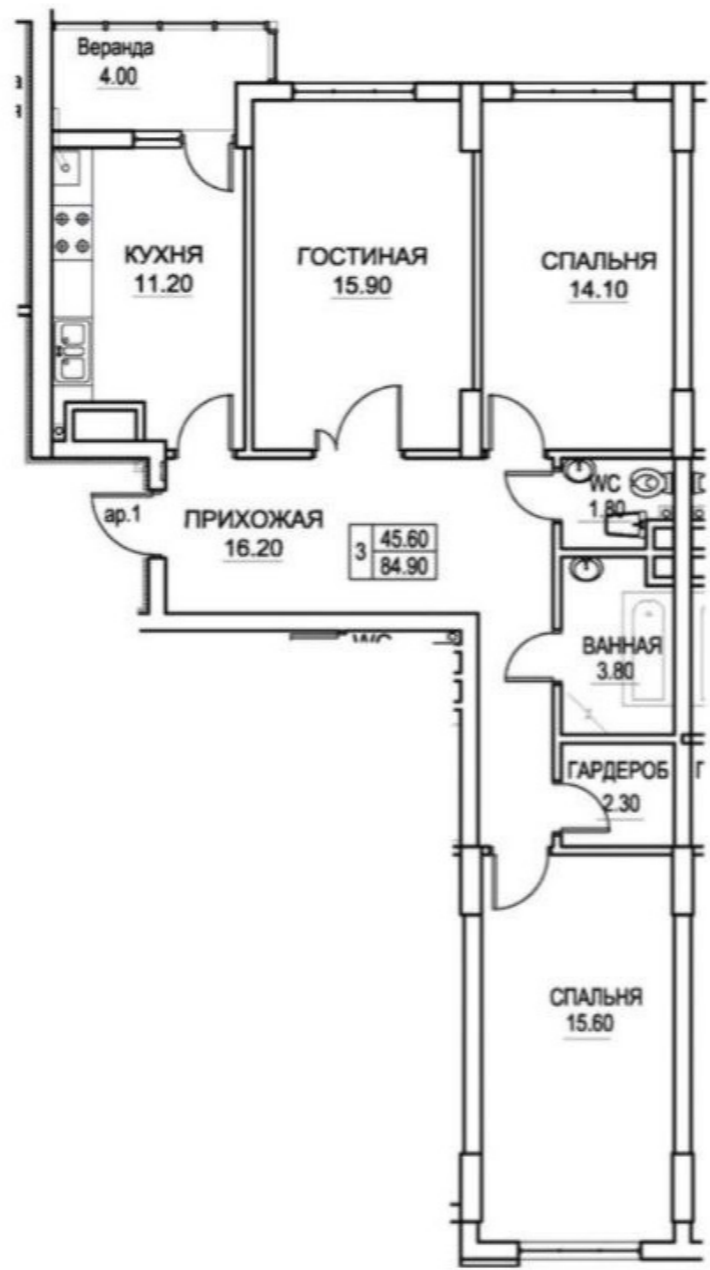 Веранда
4.00
КУХНЯ
11.20
ГОСТИНАЯ
15.90
СПАЛЬНЯ
14.10
ар.1
ПРИХОЖАЯ
16.20
3
45.60
84.90
WC
1.80
WC
ВАННАЯ
3.80
ГАРДЕРОБ
2.30
СПАЛЬНЯ
15.60